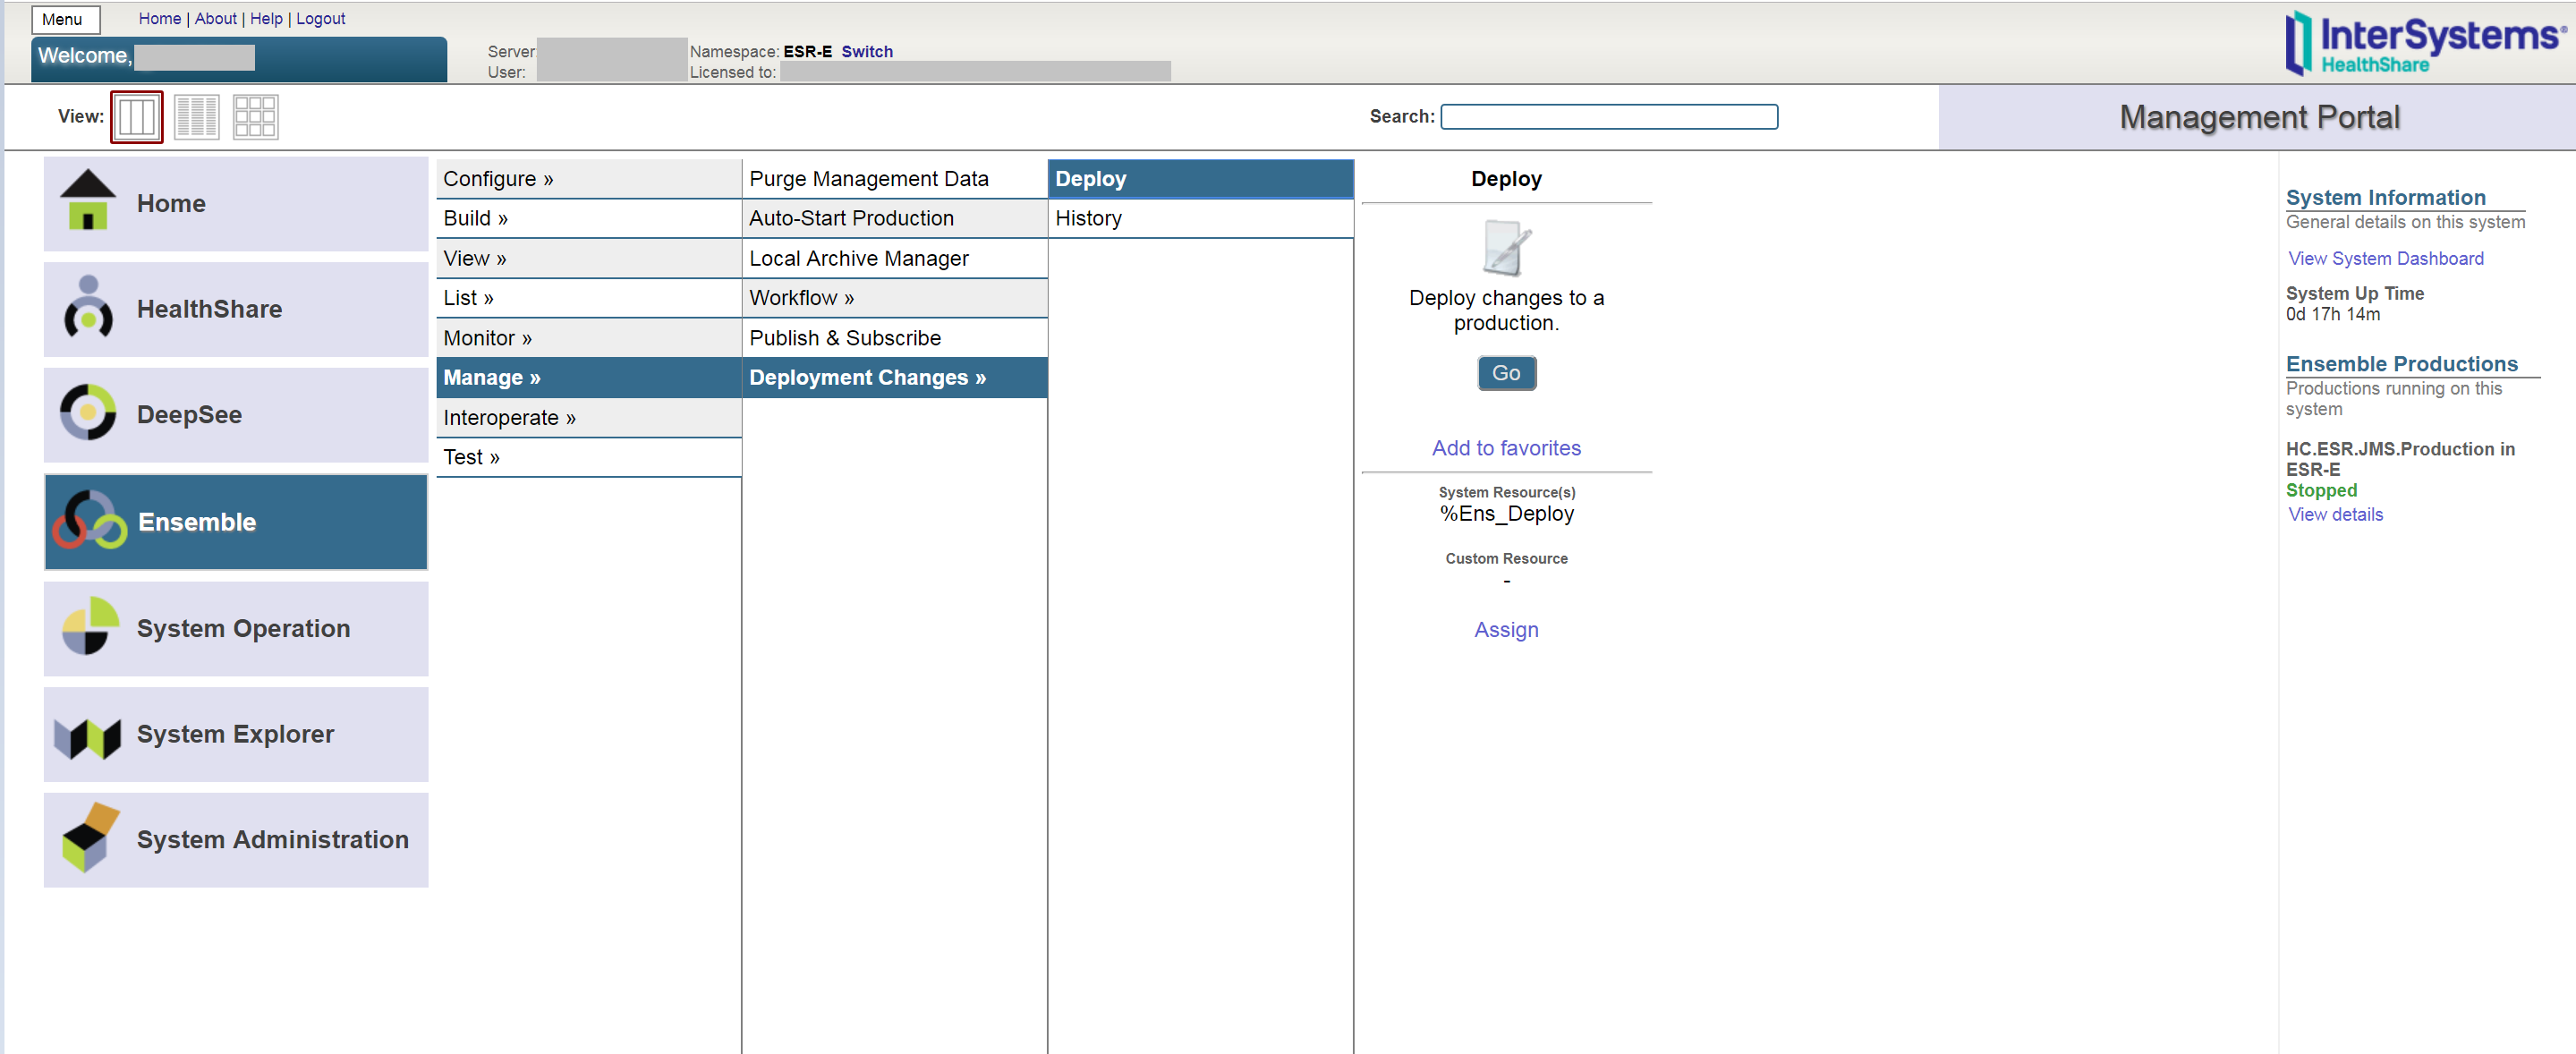 Menu
Home | About | Help | Logout
Welcome,
Server
User:
Namespace: ESR-E Switch
Licensed to:
InterSystems®
HealthShare
View:
Search:
Management Portal
Home
HealthShare
DeepSee
Ensemble
System Operation
System Explorer
System Administration
Configure »
Build »
View »
List »
Monitor »
Manage »
Interoperate »
Test »
Purge Management Data
Auto-Start Production
Local Archive Manager
Workflow »
Publish & Subscribe
Deployment Changes »
Deploy
History
Deploy
Deploy changes to a
production.
Go
Add to favorites
System Resource(s)
%Ens_Deploy
Custom Resource
-
Assign
System Information
General details on this system
View System Dashboard
System Up Time
0d 17h 14m
Ensemble Productions
Productions running on this
system
HC.ESR.JMS.Production in
ESR-E
Stopped
View details